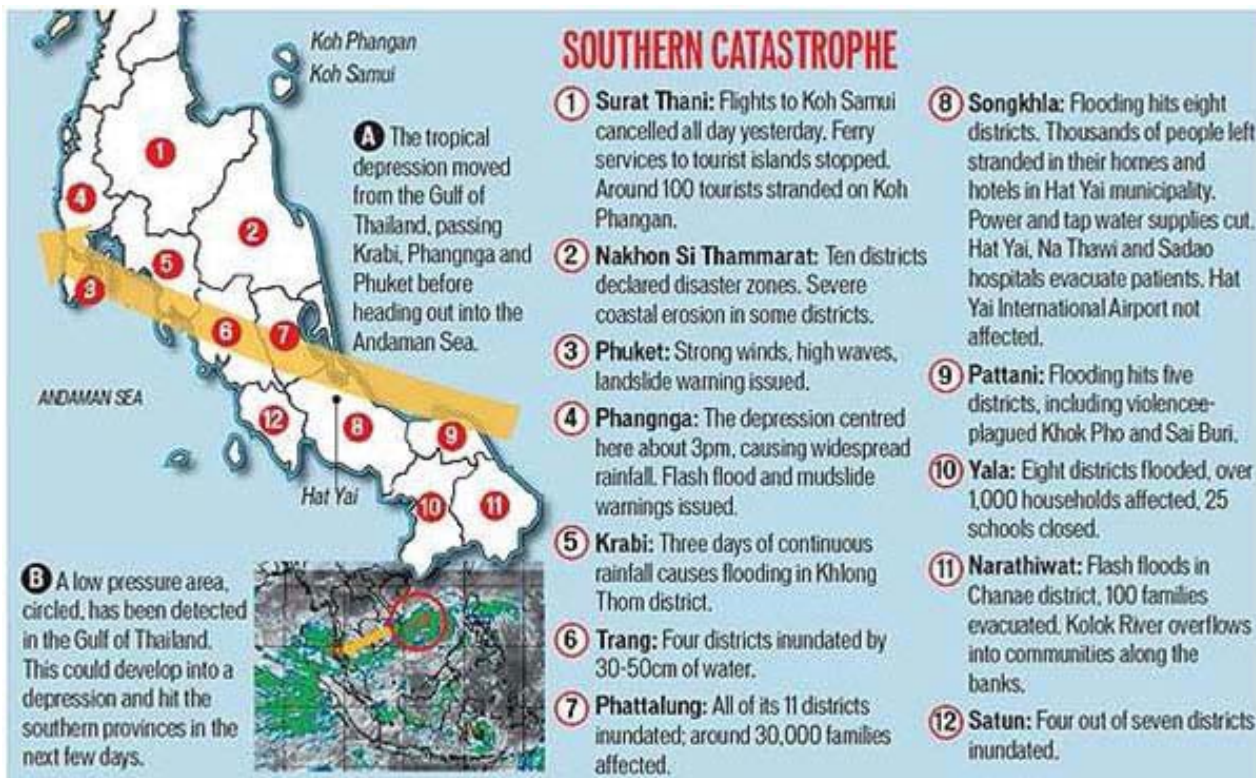 Koh Phangan
Koh Samui
A The tropical
depression moved
from the Gulf of
Thailand, passing
Krabi, Phangnga and
Phuket before
heading out into the
Andaman Sea.
1
2
3
4
5
6
7
8
9
10
11
12
ANDAMAN SEA
Hat Yai
B A low pressure area,
circled, has been detected
in the Gulf of Thailand.
This could develop into a
depression and hit the
southern provinces in the
next few days.
SOUTHERN CATASTROPHE
1 Surat Thani: Flights to Koh Samui
cancelled all day yesterday. Ferry
services to tourist islands stopped.
Around 100 tourists stranded on Koh
Phangan.
2 Nakhon Si Thammarat: Ten districts
declared disaster zones. Severe
coastal erosion in some districts.
3 Phuket: Strong winds, high waves,
landslide warning issued.
4 Phangnga: The depression centred
here about 3pm, causing widespread
rainfall. Flash flood and mudslide
warnings issued.
5 Krabi: Three days of continuous
rainfall causes flooding in Khlong
Thom district.
6 Trang: Four districts inundated by
30-50cm of water.
7 Phattalung: All of its 11 districts
inundated; around 30,000 families
affected.
8 Songkhla: Flooding hits eight
districts. Thousands of people left
stranded in their homes and
hotels in Hat Yai municipality.
Power and tap water supplies cut.
Hat Yai, Na Thawi and Sadao
hospitals evacuate patients. Hat
Yai International Airport not
affected.
9 Pattani: Flooding hits five
districts, including violencee-
plagued Khok Pho and Sai Buri.
10 Yala: Eight districts flooded, over
1,000 households affected, 25
schools closed.
11 Narathiwat: Flash floods in
Chanae district, 100 families
evacuated. Kolok River overflows
into communities along the
banks.
12 Satun: Four out of seven districts
inundated.